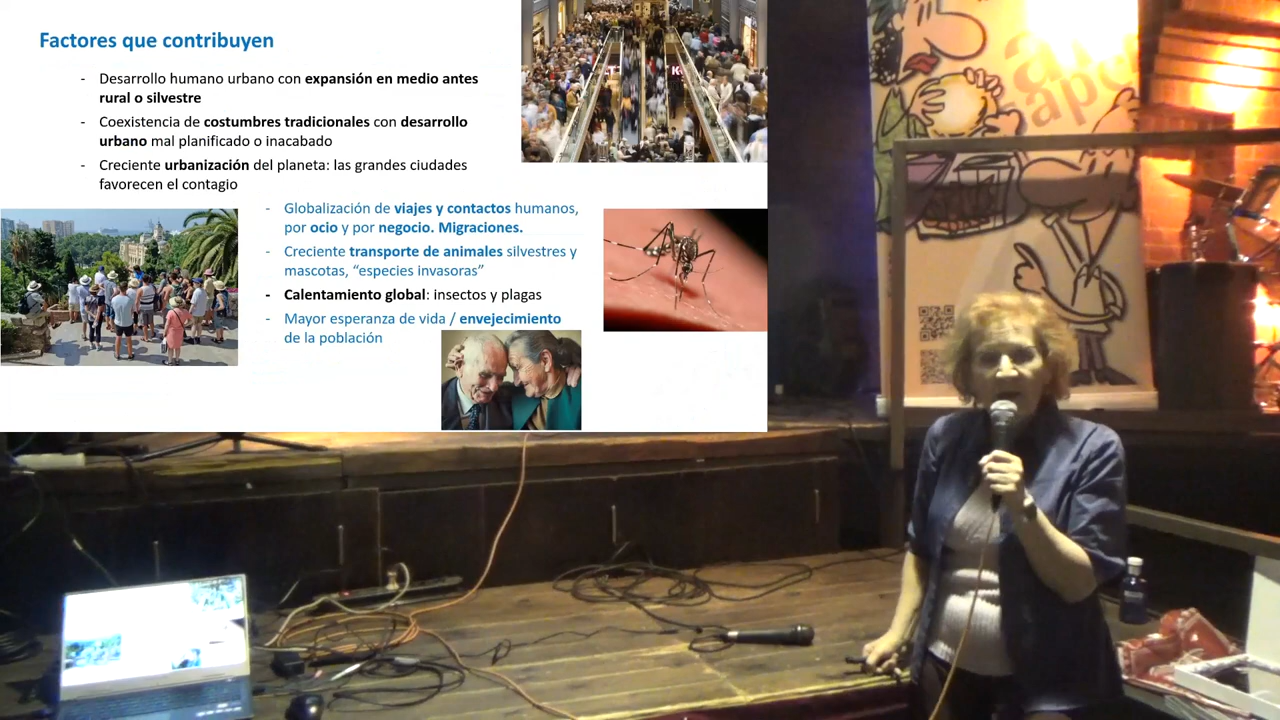 Factores que contribuyen
- Desarrollo humano urbano con expansión en medio antes
rural o silvestre
- Coexistencia de costumbres tradicionales con desarrollo
urbano mal planificado o inacabado
- Creciente urbanización del planeta: las grandes ciudades
favorecen el contagio
- Globalización de viajes y contactos humanos,
por ocio y por negocio. Migraciones.
- Creciente transporte de animales silvestres y
mascotas, “especies invasoras”
- Calentamiento global: insectos y plagas
- Mayor esperanza de vida / envejecimiento
de la población